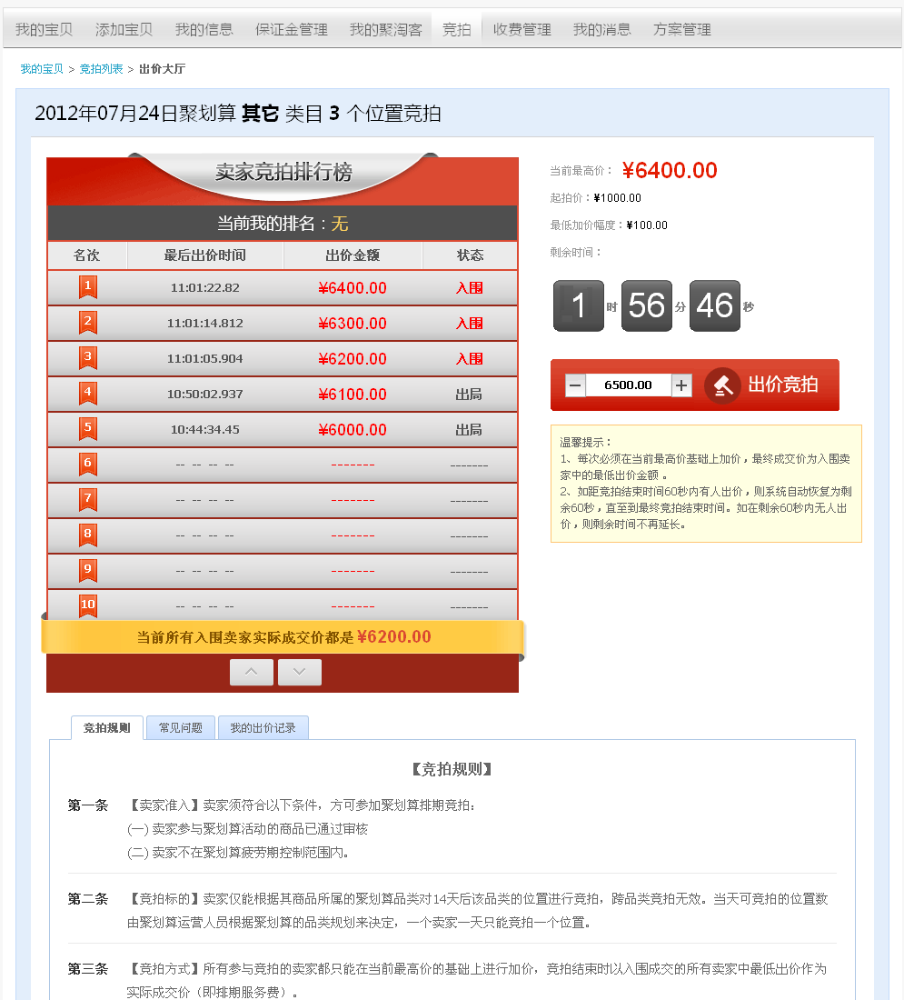 我的宝贝 添加宝贝 我的信息 保证金管理 我的聚淘客 竞拍 收费管理 我的消息 方案管理
我的宝贝 > 竞拍列表 > 出价大厅
2012年07月24日聚划算 其它 类目 3 个位置竞拍
卖家竞拍排行榜
当前我的排名：无
名次 最后出价时间 出价金额 状态
1 11:01:22.82 ¥6400.00 入围
2 11:01:14.812 ¥6300.00 入围
3 11:01:05.904 ¥6200.00 入围
4 10:50:02.937 ¥6100.00 出局
5 10:44:34.45 ¥6000.00 出局
6 -- -- -- -- ------- -------
7 -- -- -- -- ------- -------
8 -- -- -- -- ------- -------
9 -- -- -- -- ------- -------
10 -- -- -- -- ------- -------
当前所有入围卖家实际成交价都是 ¥6200.00
当前最高价： ¥6400.00
起拍价：¥1000.00
最低加价幅度：¥100.00
剩余时间：
1 时 56 分 46 秒
− 6500.00 + 出价竞拍
温馨提示：
1、每次必须在当前最高价基础上加价，最终成交价为入围卖
家中的最低出价金额 。
2、如距竞拍结束时间60秒内有人出价，则系统自动恢复为剩
余60秒，直至到最终竞拍结束时间。如在剩余60秒内无人出
价，则剩余时间不再延长。
竞拍规则 常见问题 我的出价记录
【竞拍规则】
第一条 【卖家准入】卖家须符合以下条件，方可参加聚划算排期竞拍：
(一) 卖家参与聚划算活动的商品已通过审核
(二) 卖家不在聚划算疲劳期控制范围内。
第二条 【竞拍标的】卖家仅能根据其商品所属的聚划算品类对14天后该品类的位置进行竞拍，跨品类竞拍无效。当天可竞拍的位置数
由聚划算运营人员根据聚划算的品类规划来决定，一个卖家一天只能竞拍一个位置。
第三条 【竞拍方式】所有参与竞拍的卖家都只能在当前最高价的基础上进行加价，竞拍结束时以入围成交的所有卖家中最低出价作为
实际成交价（即排期服务费）。